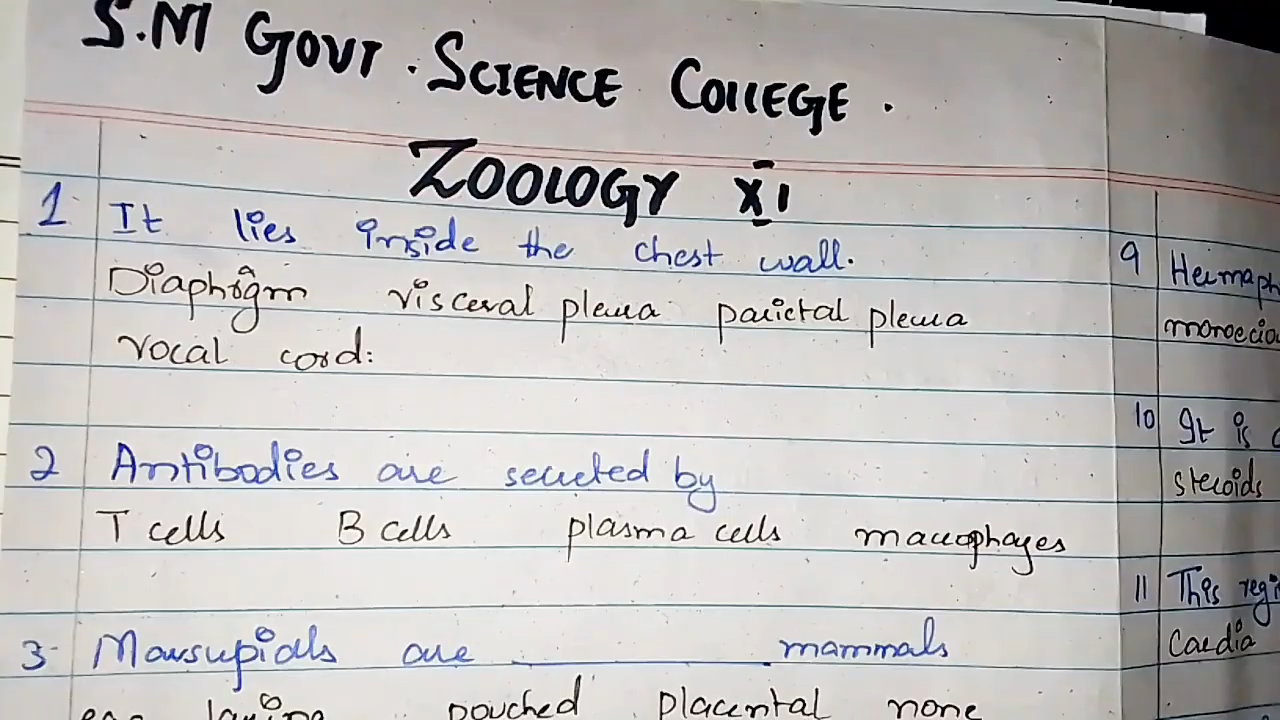 S.M GOVT. SCIENCE COLLEGE.
ZOOLOGY XI
1 It lies inside the chest wall.
Diaphragm visceral pleura parietal pleura
vocal cord:
2 Antibodies are secreted by
T cells B cells plasma cells macrophages
3 Marsupials are ________ mammals
egg laying pouched placental none
9 Hermaph
monoecio
10 It is a
steroids
11 This regi
Cardia